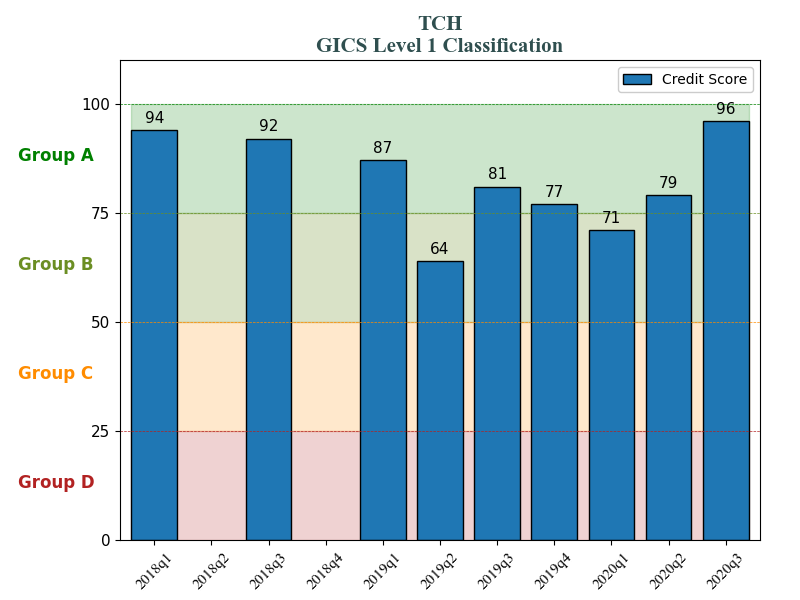 TCH
GICS Level 1 Classification
Credit Score
100
75
50
25
0
Group A
Group B
Group C
Group D
94
92
87
64
81
77
71
79
96
2018q1
2018q2
2018q3
2018q4
2019q1
2019q2
2019q3
2019q4
2020q1
2020q2
2020q3